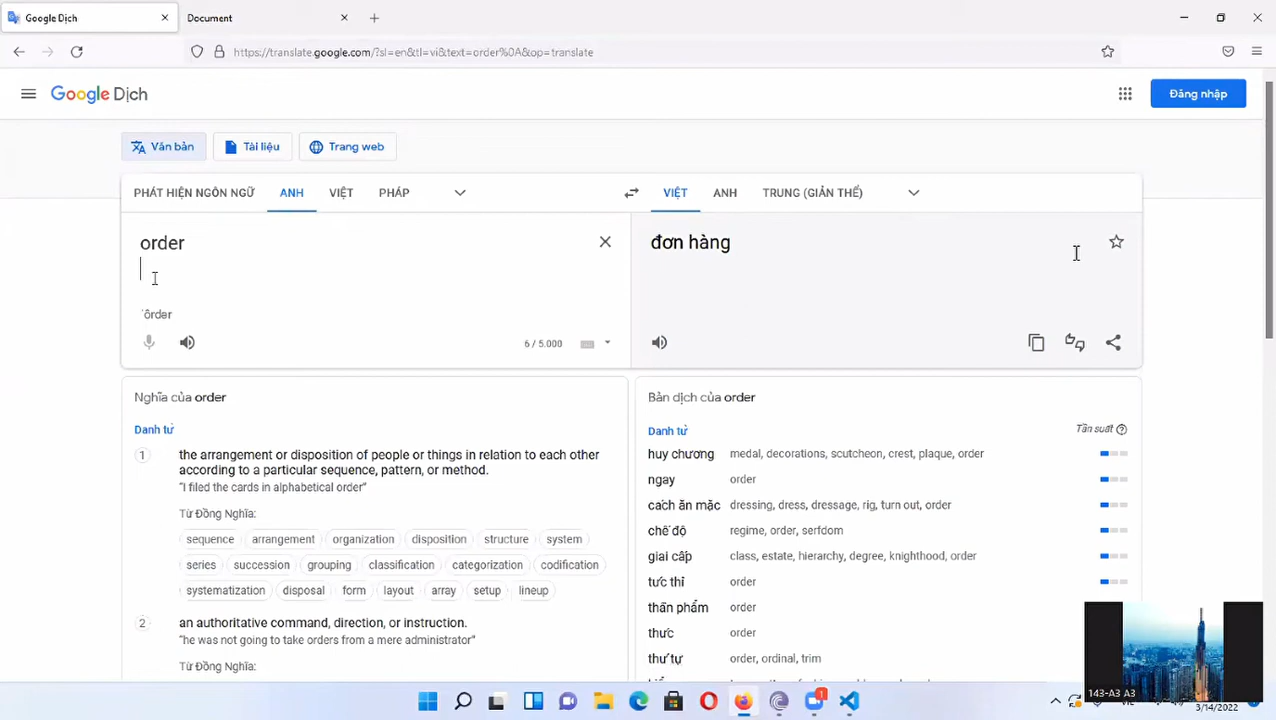 Google Dịch
Document
https://translate.google.com/?sl=en&tl=vi&text=order%0A&op=translate
Google Dịch
Đăng nhập
Văn bản
Tài liệu
Trang web
PHÁT HIỆN NGÔN NGỮ
ANH
VIỆT
PHÁP
VIỆT
ANH
TRUNG (GIẢN THỂ)
order
đơn hàng
ˈôrdər
6 / 5.000
Nghĩa của order
Danh từ
1
the arrangement or disposition of people or things in relation to each other
according to a particular sequence, pattern, or method.
"I filed the cards in alphabetical order"
Từ Đồng Nghĩa:
sequence arrangement organization disposition structure system
series succession grouping classification categorization codification
systematization disposal form layout array setup lineup
2
an authoritative command, direction, or instruction.
"he was not going to take orders from a mere administrator"
Từ Đồng Nghĩa:
Bản dịch của order
Danh từ
Tần suất
huy chương medal, decorations, scutcheon, crest, plaque, order
ngay order
cách ăn mặc dressing, dress, dressage, rig, turn out, order
chế độ regime, order, serfdom
giai cấp class, estate, hierarchy, degree, knighthood, order
tức thì order
thần phẩm order
thức order
thứ tự order, ordinal, trim
143-A3 A3
1
3/14/2022